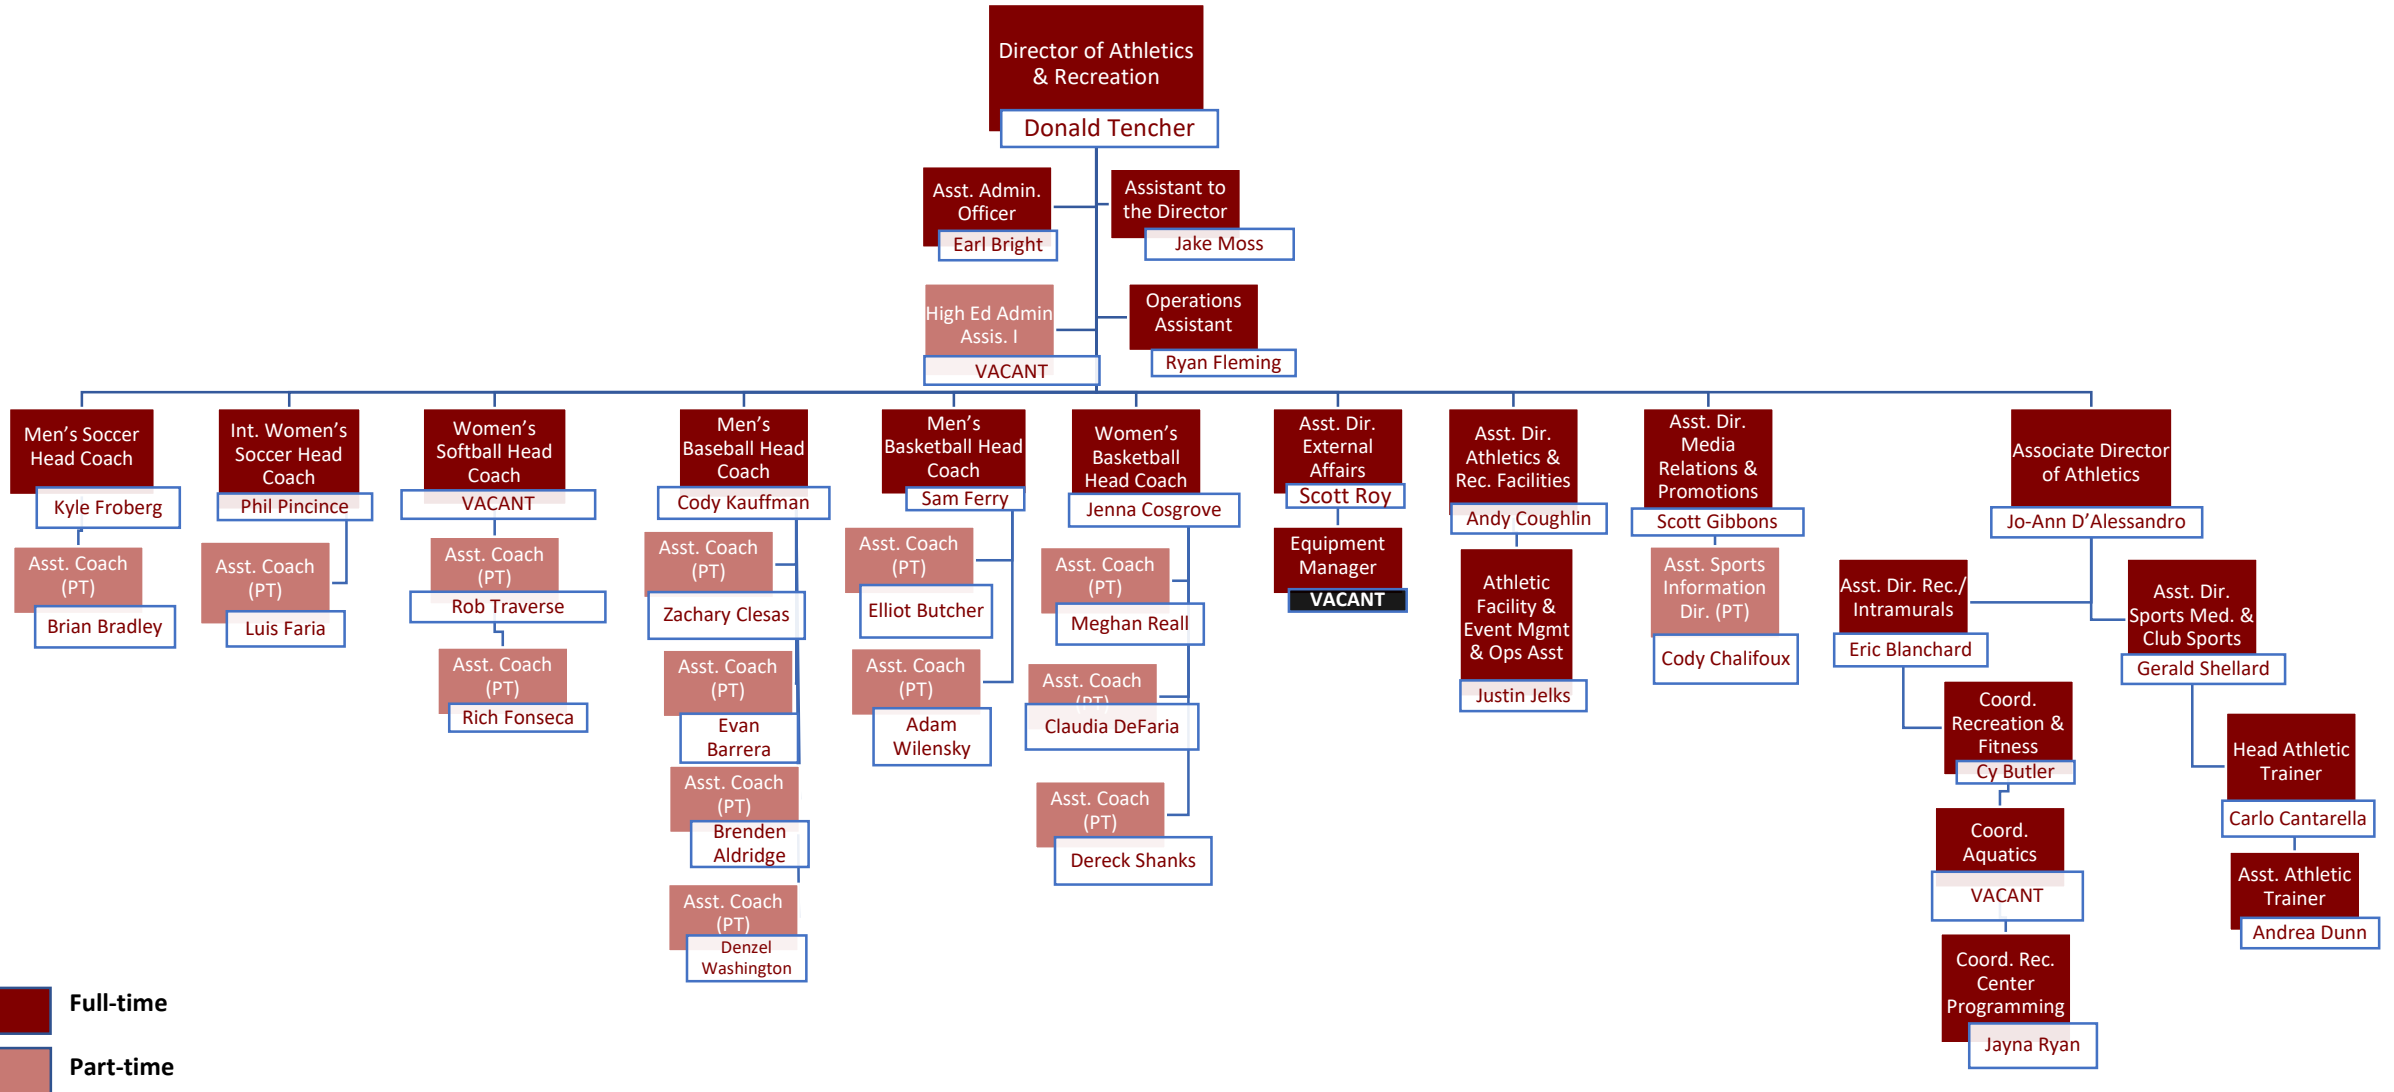 Director of Athletics
& Recreation
Donald Tencher
Asst. Admin.
Officer
Earl Bright
Assistant to
the Director
Jake Moss
High Ed Admin
Assis. I
VACANT
Operations
Assistant
Ryan Fleming
Men's Soccer
Head Coach
Kyle Froberg
Asst. Coach
(PT)
Brian Bradley
Int. Women's
Soccer Head
Coach
Phil Pincince
Asst. Coach
(PT)
Luis Faria
Women's
Softball Head
Coach
VACANT
Asst. Coach
(PT)
Rob Traverse
Asst. Coach
(PT)
Rich Fonseca
Men's
Baseball Head
Coach
Cody Kauffman
Asst. Coach
(PT)
Zachary Clesas
Asst. Coach
(PT)
Evan
Barrera
Asst. Coach
(PT)
Brenden
Aldridge
Asst. Coach
(PT)
Denzel
Washington
Men's
Basketball Head
Coach
Sam Ferry
Asst. Coach
(PT)
Elliot Butcher
Asst. Coach
(PT)
Adam
Wilensky
Women's
Basketball
Head Coach
Jenna Cosgrove
Asst. Coach
(PT)
Meghan Reall
Asst. Coach
(PT)
Claudia DeFaria
Asst. Coach
(PT)
Dereck Shanks
Asst. Dir.
External
Affairs
Scott Roy
Equipment
Manager
VACANT
Asst. Dir.
Athletics &
Rec. Facilities
Andy Coughlin
Athletic
Facility &
Event Mgmt
& Ops Asst
Justin Jelks
Asst. Dir.
Media
Relations &
Promotions
Scott Gibbons
Asst. Sports
Information
Dir. (PT)
Cody Chalifoux
Associate Director
of Athletics
Jo-Ann D'Alessandro
Asst. Dir. Rec./
Intramurals
Eric Blanchard
Coord.
Recreation &
Fitness
Cy Butler
Coord.
Aquatics
VACANT
Coord. Rec.
Center
Programming
Jayna Ryan
Asst. Dir.
Sports Med. &
Club Sports
Gerald Shellard
Head Athletic
Trainer
Carlo Cantarella
Asst. Athletic
Trainer
Andrea Dunn
Full-time
Part-time